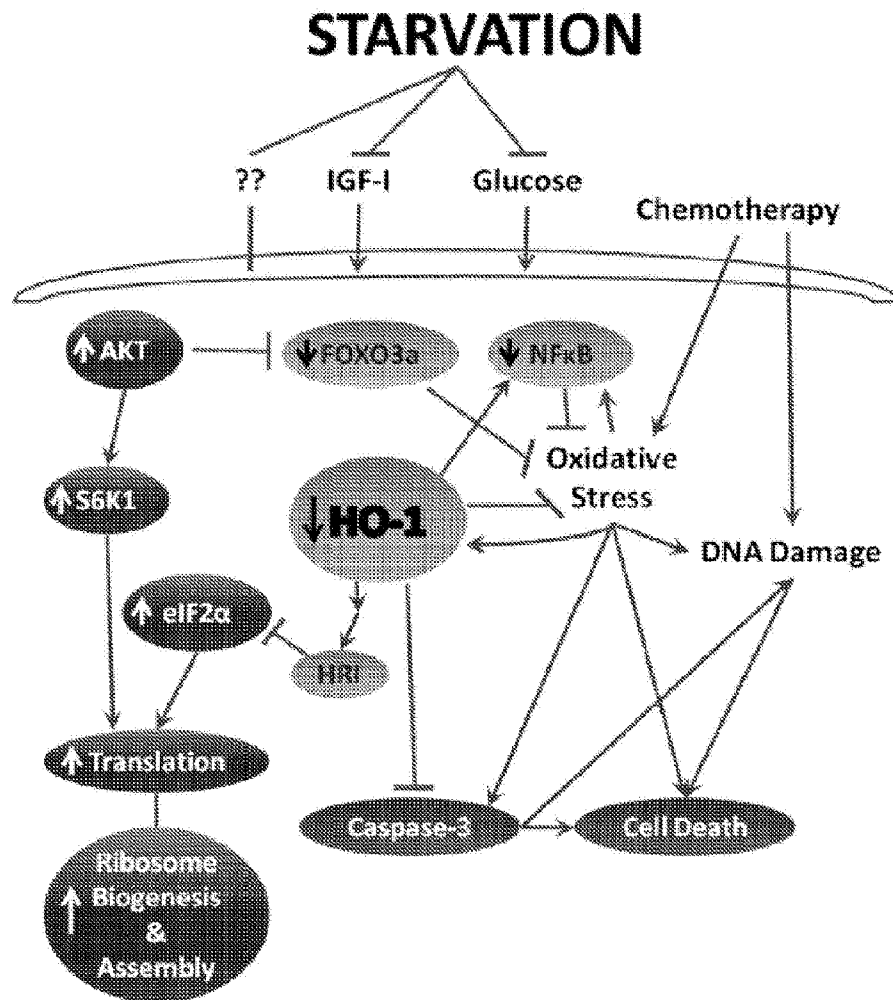 STARVATION
?? IGF-I Glucose
Chemotherapy
↑ AKT ↓ FOXO3a ↓ NFκB
Oxidative
Stress
↑ S6K1 ↓ HO-1
DNA Damage
↑ eIF2α
HRI
↑ Translation
Caspase-3 Cell Death
Ribosome
↑ Biogenesis
&
Assembly